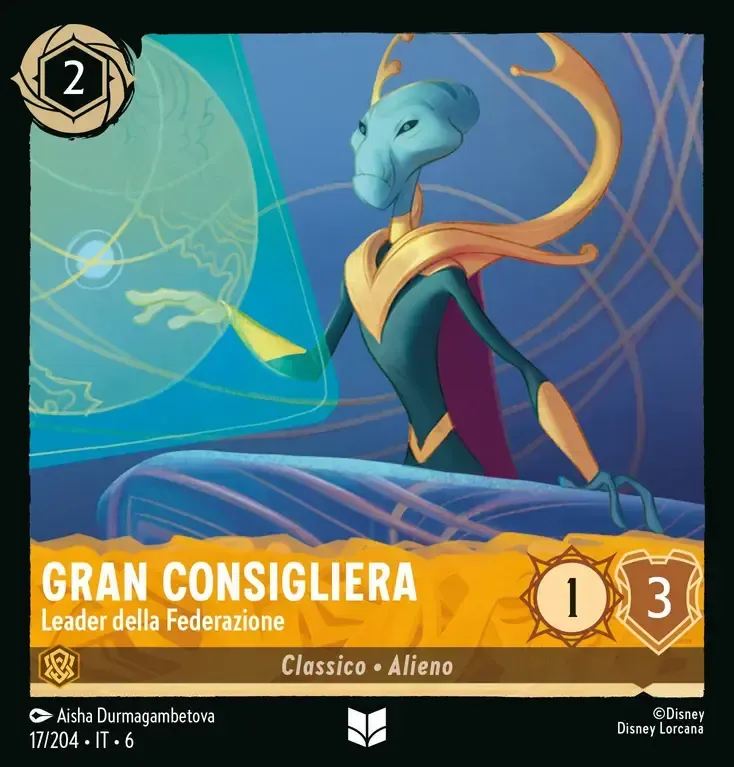 2
GRAN CONSIGLIERA
Leader della Federazione
1
3
Classico • Alieno
Aisha Durmagambetova
17/204 • IT • 6
©Disney
Disney Lorcana